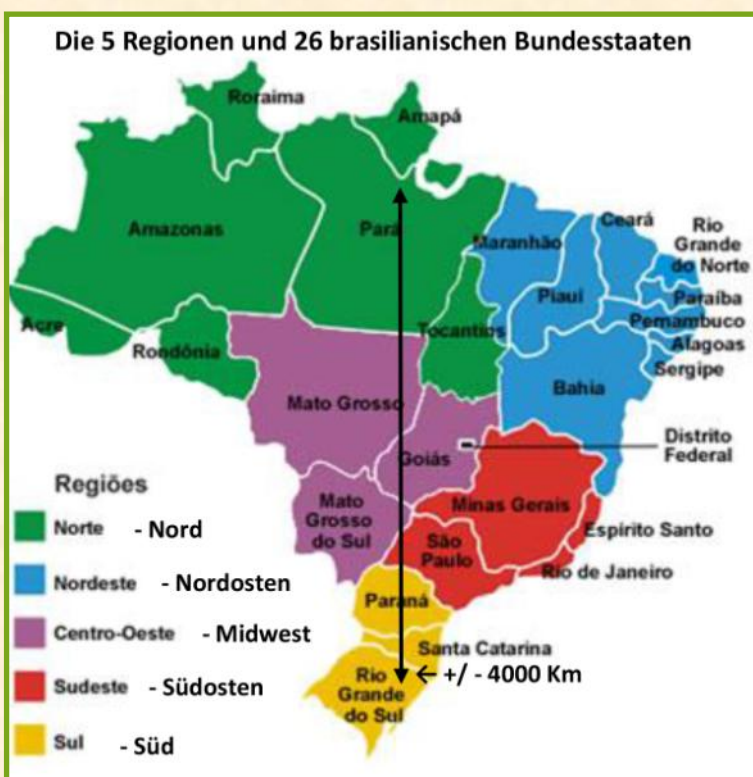 Die 5 Regionen und 26 brasilianischen Bundesstaaten
Roraima
Amapá
Amazonas
Pará
Maranhão
Ceará
Rio
Grande
do Norte
Piauí
Paraíba
Pernambuco
Acre
Rondônia
Tocantins
Alagoas
Sergipe
Bahia
Mato Grosso
Distrito
Federal
Goiás
Regiões
Mato
Grosso
do Sul
Minas Gerais
Espírito Santo
Norte - Nord
São
Paulo
Rio de Janeiro
Nordeste - Nordosten
Paraná
Centro-Oeste - Midwest
Santa Catarina
← +/ - 4000 Km
Rio
Grande
do Sul
Sudeste - Südosten
Sul - Süd